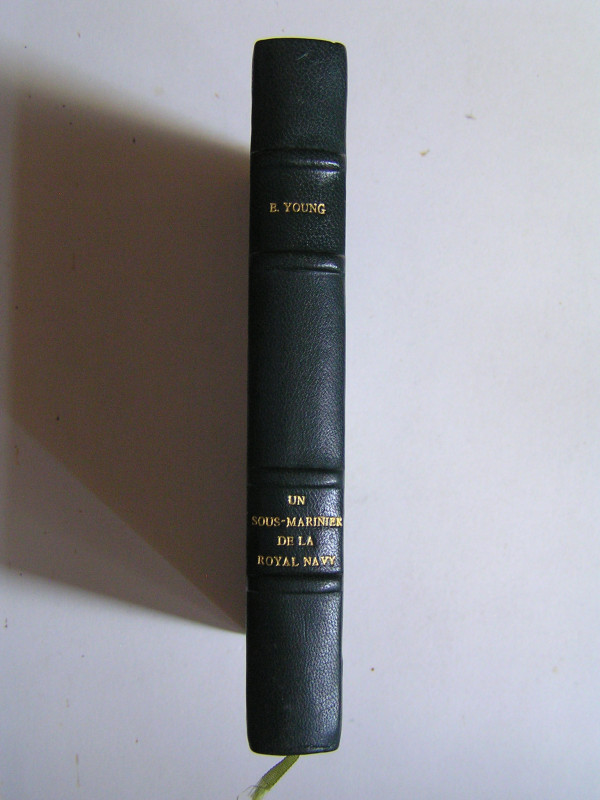 E. YOUNG
UN
SOUS-MARINIER
DE LA
ROYAL NAVY